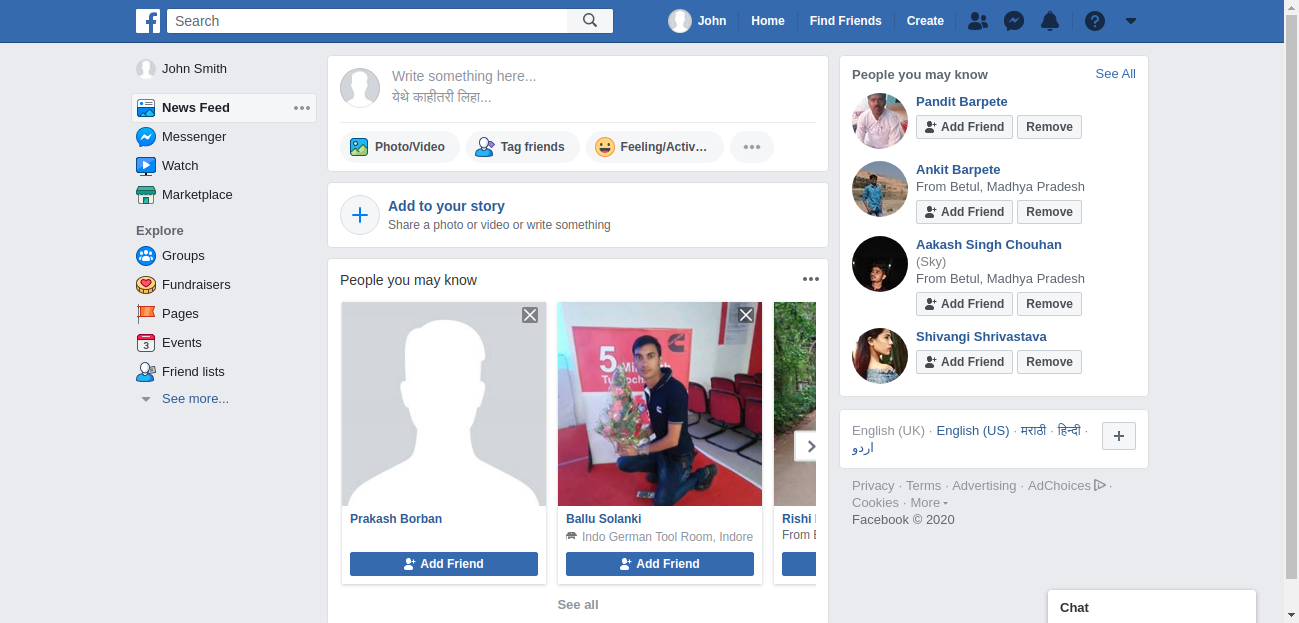 Search
John
Home
Find Friends
Create
John Smith
News Feed
Messenger
Watch
Marketplace
Explore
Groups
Fundraisers
Pages
3
Events
Friend lists
See more...
Write something here...
येथे काहीतरी लिहा...
Photo/Video
Tag friends
Feeling/Activ...
Add to your story
Share a photo or video or write something
People you may know
5
Prakash Borban
Add Friend
Ballu Solanki
Indo German Tool Room, Indore
Add Friend
Rishi
From
See all
People you may know
See All
Pandit Barpete
Add Friend
Remove
Ankit Barpete
From Betul, Madhya Pradesh
Add Friend
Remove
Aakash Singh Chouhan
(Sky)
From Betul, Madhya Pradesh
Add Friend
Remove
Shivangi Shrivastava
Add Friend
Remove
English (UK) · English (US) · मराठी · हिन्दी ·
اردو
Privacy · Terms · Advertising · AdChoices ·
Cookies · More
Facebook © 2020
Chat